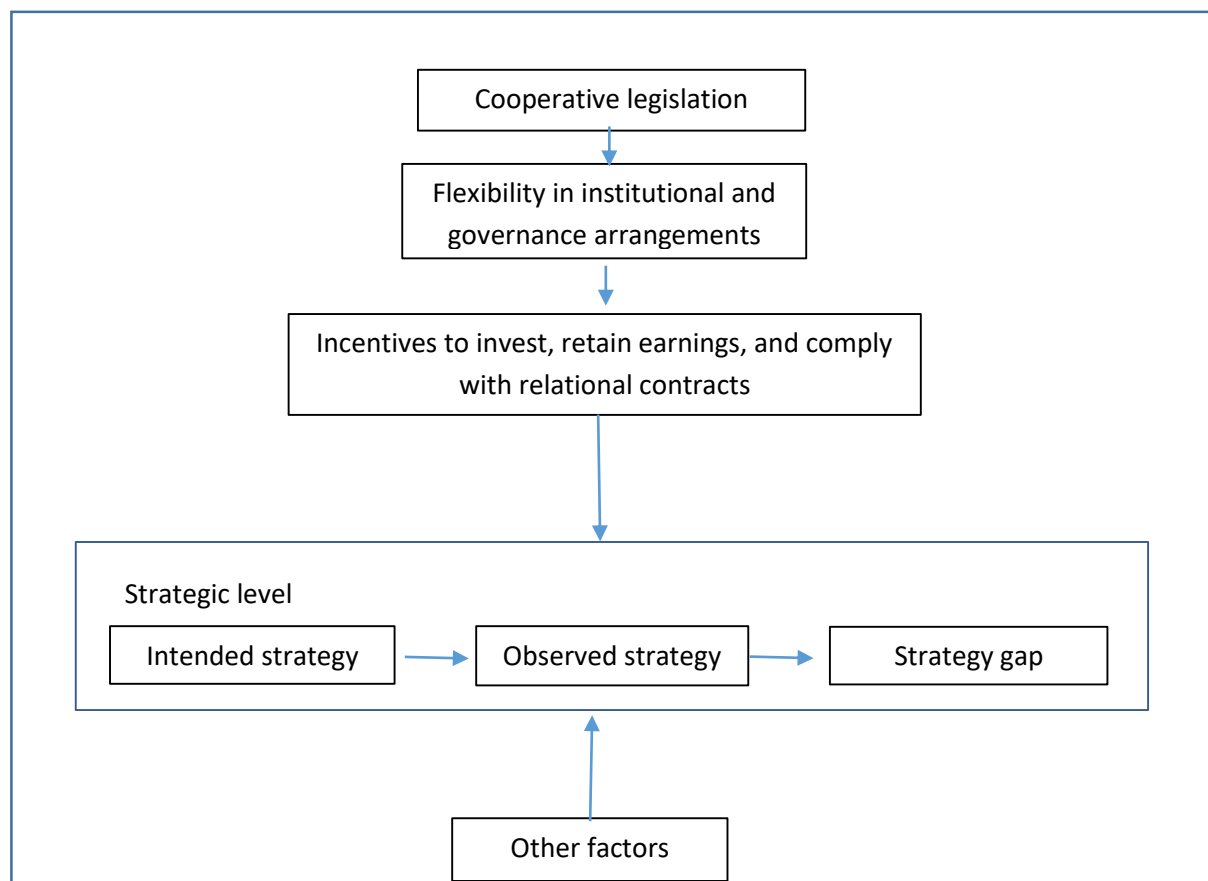 Cooperative legislation
Flexibility in institutional and
governance arrangements
Incentives to invest, retain earnings, and comply
with relational contracts
Strategic level
Intended strategy
Observed strategy
Strategy gap
Other factors